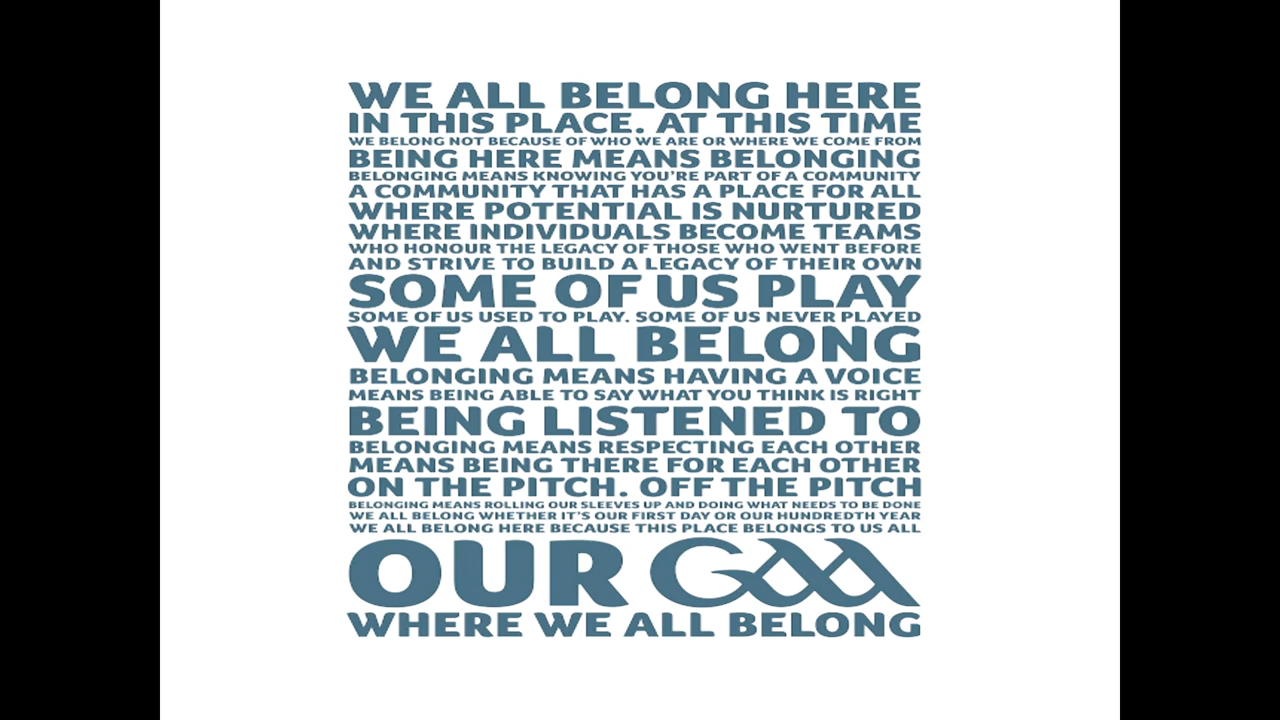 WE ALL BELONG HERE
IN THIS PLACE. AT THIS TIME
WE BELONG NOT BECAUSE OF WHO WE ARE OR WHERE WE COME FROM
BEING HERE MEANS BELONGING
BELONGING MEANS KNOWING YOU'RE PART OF A COMMUNITY
A COMMUNITY THAT HAS A PLACE FOR ALL
WHERE POTENTIAL IS NURTURED
WHERE INDIVIDUALS BECOME TEAMS
WHO HONOUR THE LEGACY OF THOSE WHO WENT BEFORE
AND STRIVE TO BUILD A LEGACY OF THEIR OWN
SOME OF US PLAY
SOME OF US USED TO PLAY. SOME OF US NEVER PLAYED
WE ALL BELONG
BELONGING MEANS HAVING A VOICE
MEANS BEING ABLE TO SAY WHAT YOU THINK IS RIGHT
BEING LISTENED TO
BELONGING MEANS RESPECTING EACH OTHER
MEANS BEING THERE FOR EACH OTHER
ON THE PITCH. OFF THE PITCH
BELONGING MEANS ROLLING OUR SLEEVES UP AND DOING WHAT NEEDS TO BE DONE
WE ALL BELONG WHETHER IT'S OUR FIRST DAY OR OUR HUNDREDTH YEAR
WE ALL BELONG HERE BECAUSE THIS PLACE BELONGS TO US ALL
OUR GAA
WHERE WE ALL BELONG